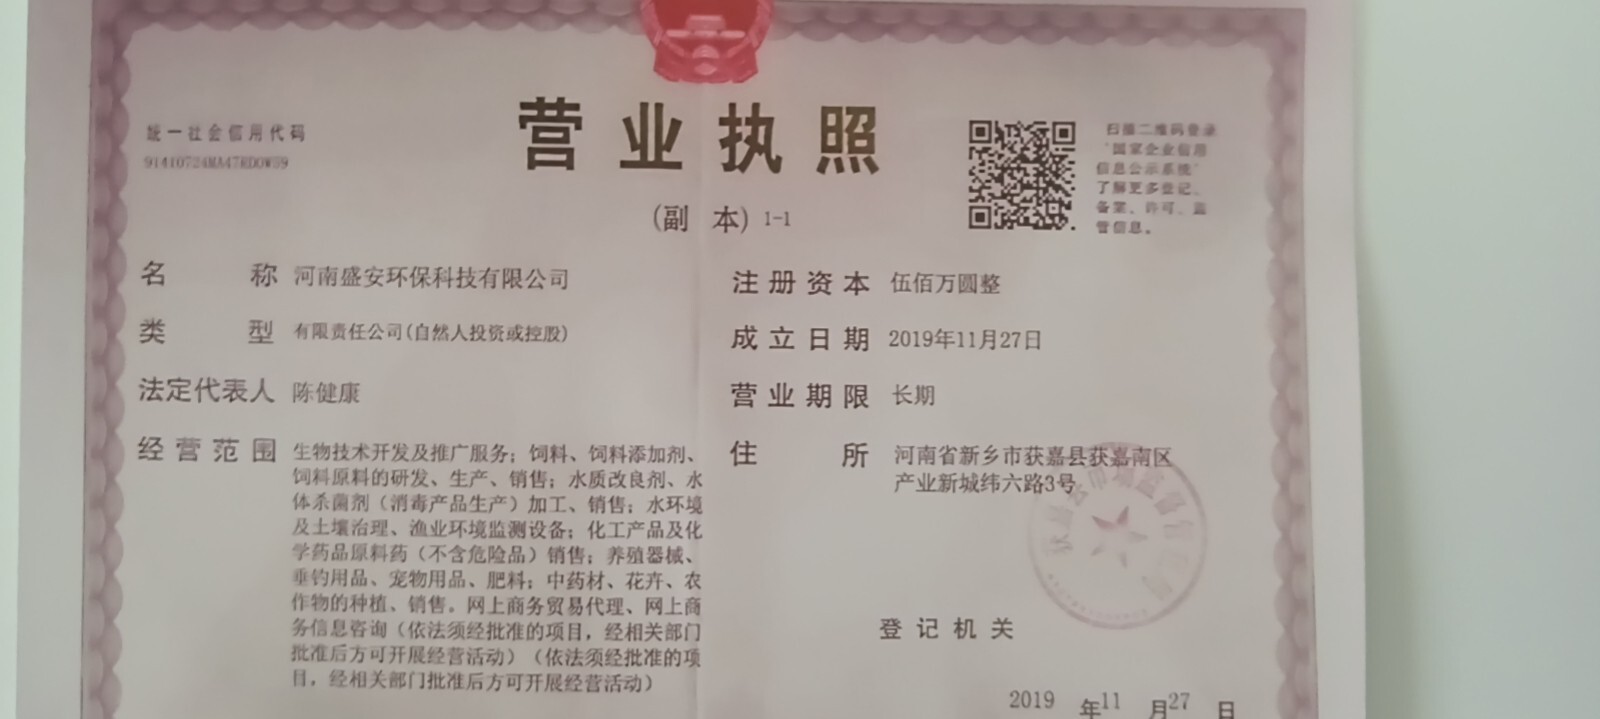 营业执照
(副 本) 1-1
统一社会信用代码
91410724MA47RD0W39
扫描二维码登录
"国家企业信用
信息公示系统"
了解更多登记、
备案、许可、监
管信息。
名 称 河南盛安环保科技有限公司
类 型 有限责任公司(自然人投资或控股)
法定代表人 陈健康
经营范围 生物技术开发及推广服务；饲料、饲料添加剂、
饲料原料的研发、生产、销售；水质改良剂、水
体杀菌剂（消毒产品生产）加工、销售；水环境
及土壤治理、渔业环境监测设备；化工产品及化
学药品原料药（不含危险品）销售；养殖器械、
垂钓用品、宠物用品、肥料；中药材、花卉、农
作物的种植、销售。网上商务贸易代理、网上商
务信息咨询（依法须经批准的项目，经相关部门
批准后方可开展经营活动）（依法须经批准的项
目，经相关部门批准后方可开展经营活动）
注册资本 伍佰万圆整
成立日期 2019年11月27日
营业期限 长期
住 所 河南省新乡市获嘉县获嘉南区
产业新城纬六路3号
登记机关
2019 年11 月27 日